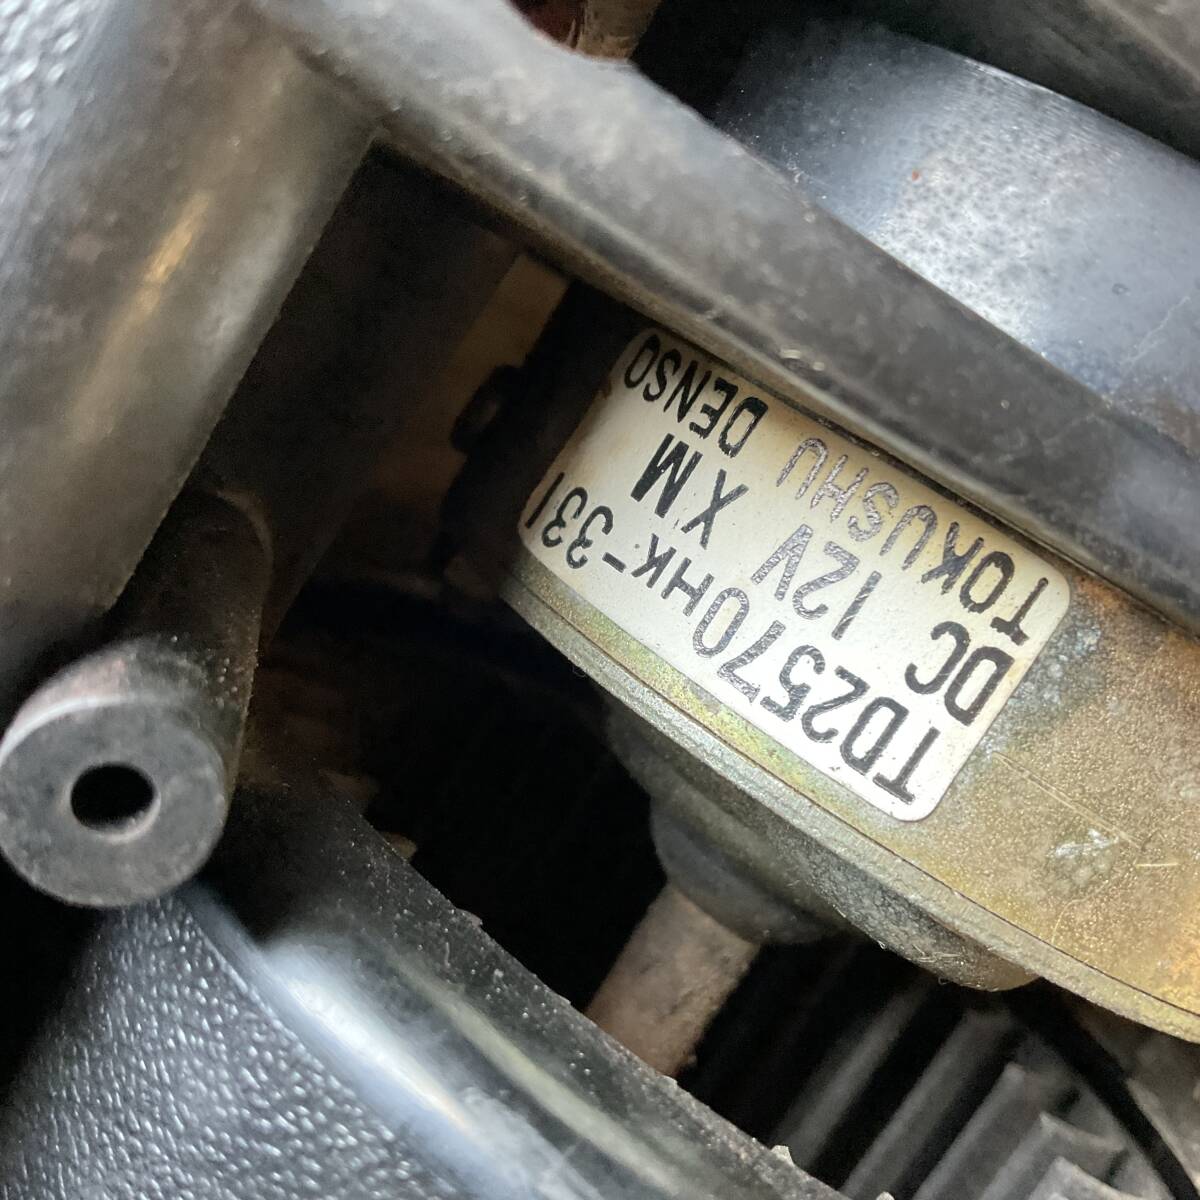 TD2570HK-331
DC 12V XM
TOKUSHU DENSO